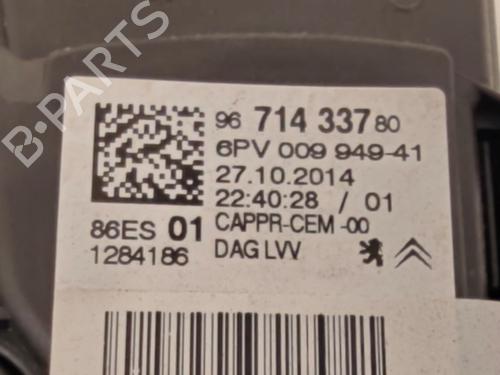 96 714 337 80
6PV 009 949-41
27.10.2014
22:40:28 / 01
86ES 01 CAPPR-CEM -00
1284186 DAG LVV
B-PARTS